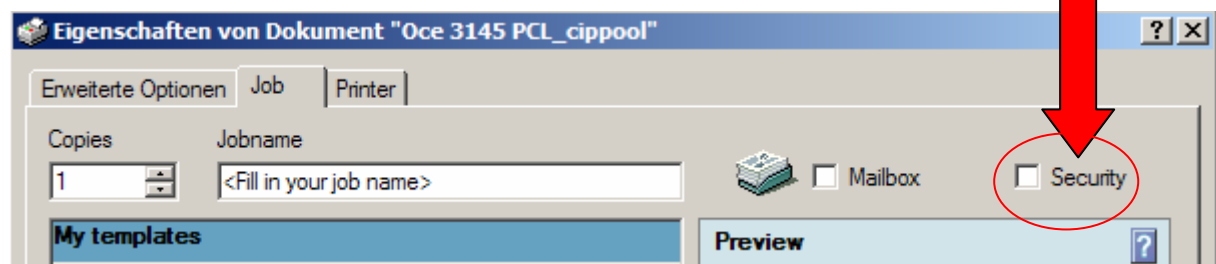 Eigenschaften von Dokument "Oce 3145 PCL_cippool"
Erweiterte Optionen Job Printer
Copies Jobname
1 <Fill in your job name> Mailbox Security
My templates Preview ?